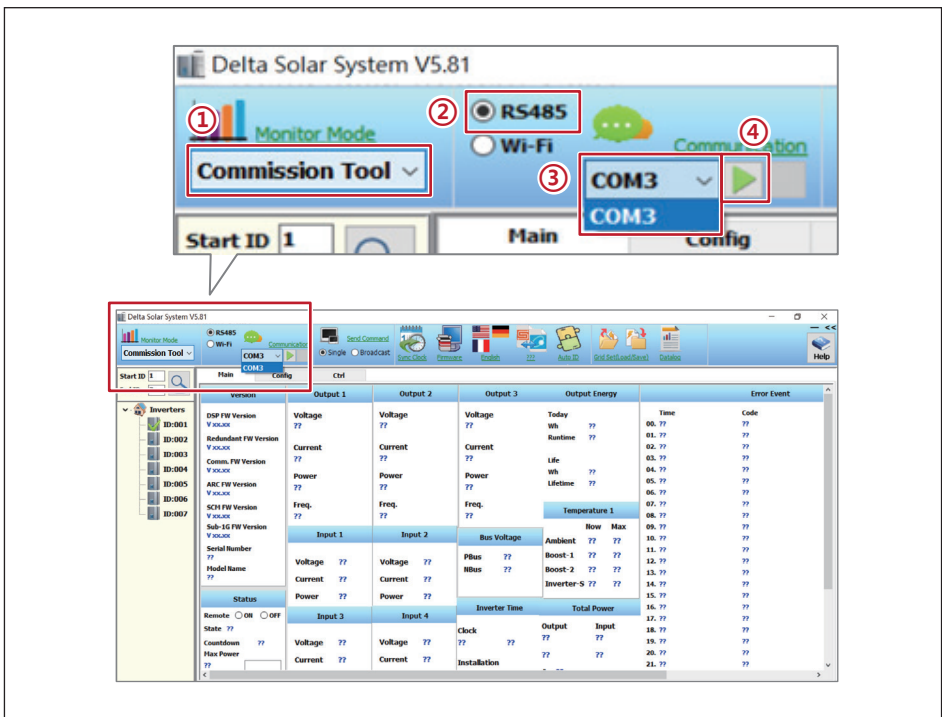 Delta Solar System V5.81
①
Monitor Mode
Commission Tool
②
RS485
Wi-Fi
④
Communication
③
COM3
COM3
Start ID 1
Main
Config
Delta Solar System V5.81
Monitor Mode
Commission Tool
RS485
Wi-Fi
COM3
COM3
Send Command
Single Broadcast
Sync Clock
Firmware
English
???
Auto ID
Grid Set(Load/Save)
Datalog
Help
Start ID 1
Main Config Ctrl
Inverters
ID:001
ID:002
ID:003
ID:004
ID:005
ID:006
ID:007
Version
DSP FW Version
V xx.xx
Redundant FW Version
V xx.xx
Comm. FW Version
V xx.xx
ARC FW Version
V xx.xx
SCM FW Version
V xx.xx
Sub-1G FW Version
V xx.xx
Serial Number
??
Model Name
??
Status
Remote ON OFF
State ??
Countdown ??
Max Power
??
Output 1
Voltage
??
Current
??
Power
??
Freq.
??
Output 2
Voltage
??
Current
??
Power
??
Freq.
??
Output 3
Voltage
??
Current
??
Power
??
Freq.
??
Input 1
Voltage ??
Current ??
Power ??
Input 2
Voltage ??
Current ??
Power ??
Input 3
Voltage ??
Current ??
Input 4
Voltage ??
Current ??
Bus Voltage
PBus ??
NBus ??
Inverter Time
Clock
?? ??
Installation
Output Energy
Today
Wh ??
Runtime ??
Life
Wh ??
Lifetime ??
Temperature 1
Now Max
Ambient ?? ??
Boost-1 ?? ??
Boost-2 ?? ??
Inverter-S ?? ??
Total Power
Output Input
?? ??
?? ??
Error Event
Time Code
00. ?? ??
01. ?? ??
02. ?? ??
03. ?? ??
04. ?? ??
05. ?? ??
06. ?? ??
07. ?? ??
08. ?? ??
09. ?? ??
10. ?? ??
11. ?? ??
12. ?? ??
13. ?? ??
14. ?? ??
15. ?? ??
16. ?? ??
17. ?? ??
18. ?? ??
19. ?? ??
20. ?? ??
21. ?? ??